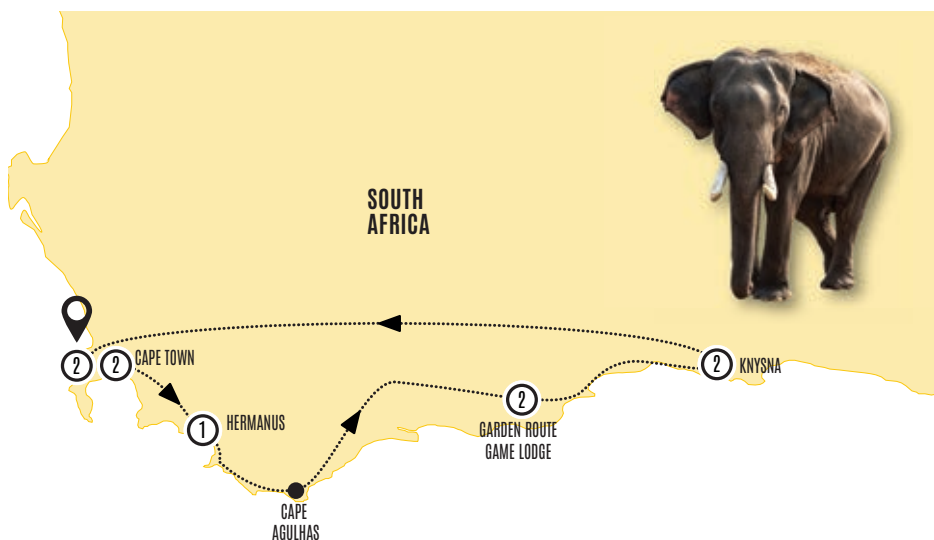 SOUTH
AFRICA
2
2
CAPE TOWN
1
HERMANUS
CAPE
AGULHAS
2
GARDEN ROUTE
GAME LODGE
2
KNYSNA